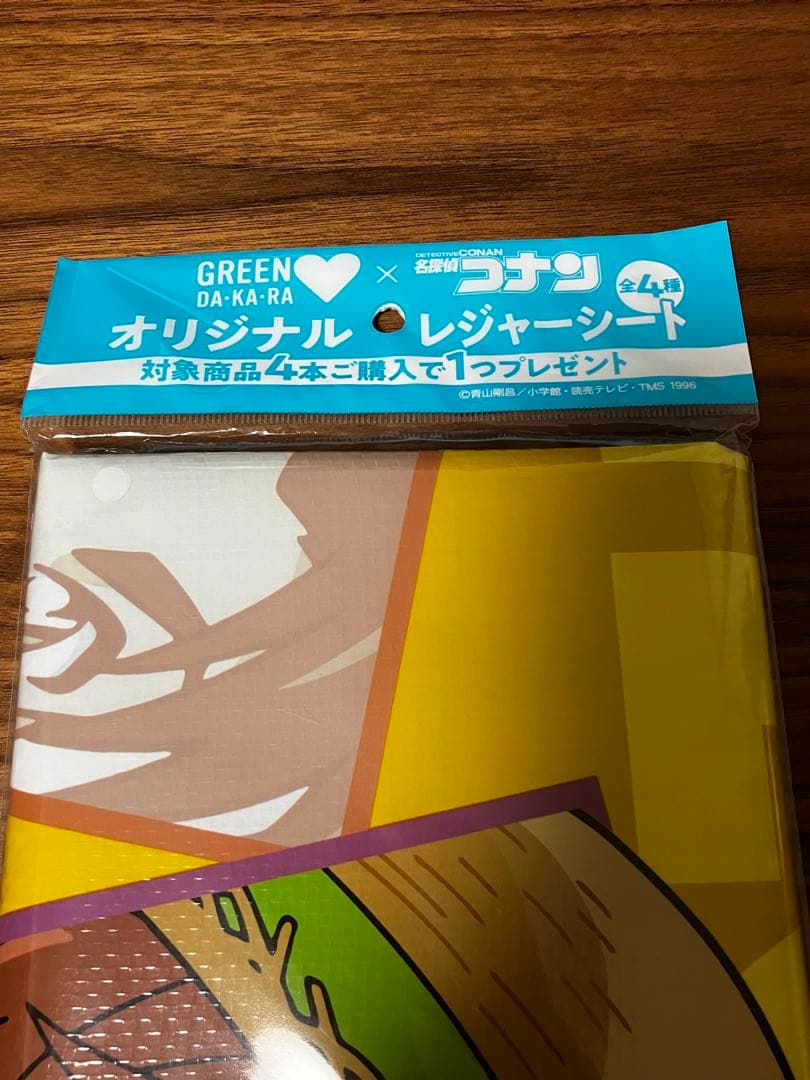 GREEN DA・KA・RA × DETECTIVE CONAN 名探偵コナン 全4種
オリジナル レジャーシート
対象商品4本ご購入で1つプレゼント
©青山剛昌／小学館・読売テレビ・TMS 1996